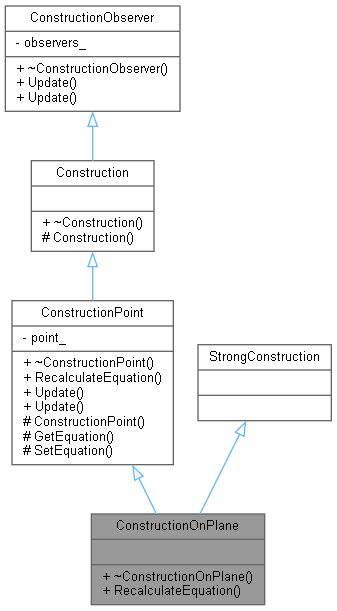 ConstructionObserver
- observers_
+ ~ConstructionObserver()
+ Update()
+ Update()
Construction
+ ~Construction()
# Construction()
ConstructionPoint
- point_
+ ~ConstructionPoint()
+ RecalculateEquation()
+ Update()
+ Update()
# ConstructionPoint()
# GetEquation()
# SetEquation()
StrongConstruction
ConstructionOnPlane
+ ~ConstructionOnPlane()
+ RecalculateEquation()